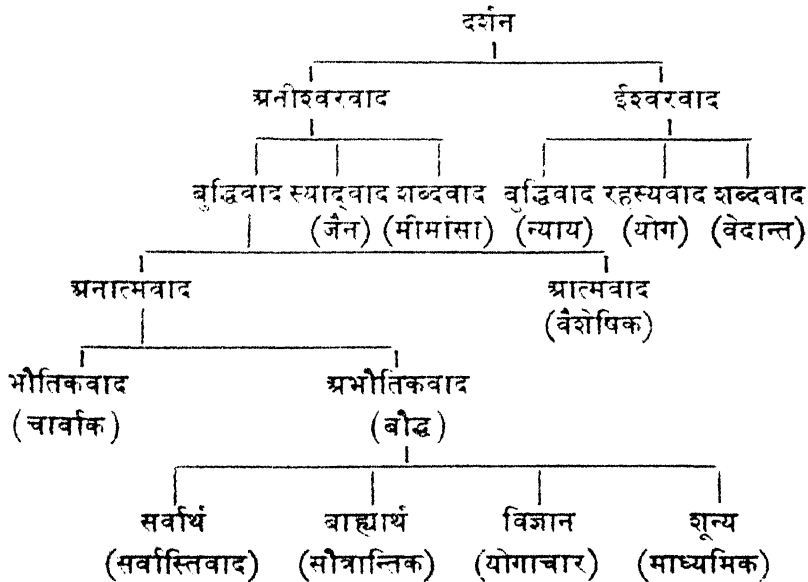 दर्शन
अनीश्वरवाद ईश्वरवाद
बुद्धिवाद स्याद्‌वाद शब्दवाद बुद्धिवाद रहस्यवाद शब्दवाद
(जैन) (मीमांसा) (न्याय) (योग) (वेदान्त)
अनात्मवाद आत्मवाद
(वैशेषिक)
भौतिकवाद अभौतिकवाद
(चार्वाक) (बौद्ध)
सर्वार्थ बाह्यार्थ विज्ञान शून्य
(सर्वास्तिवाद) (सौत्रान्तिक) (योगाचार) (माध्यमिक)